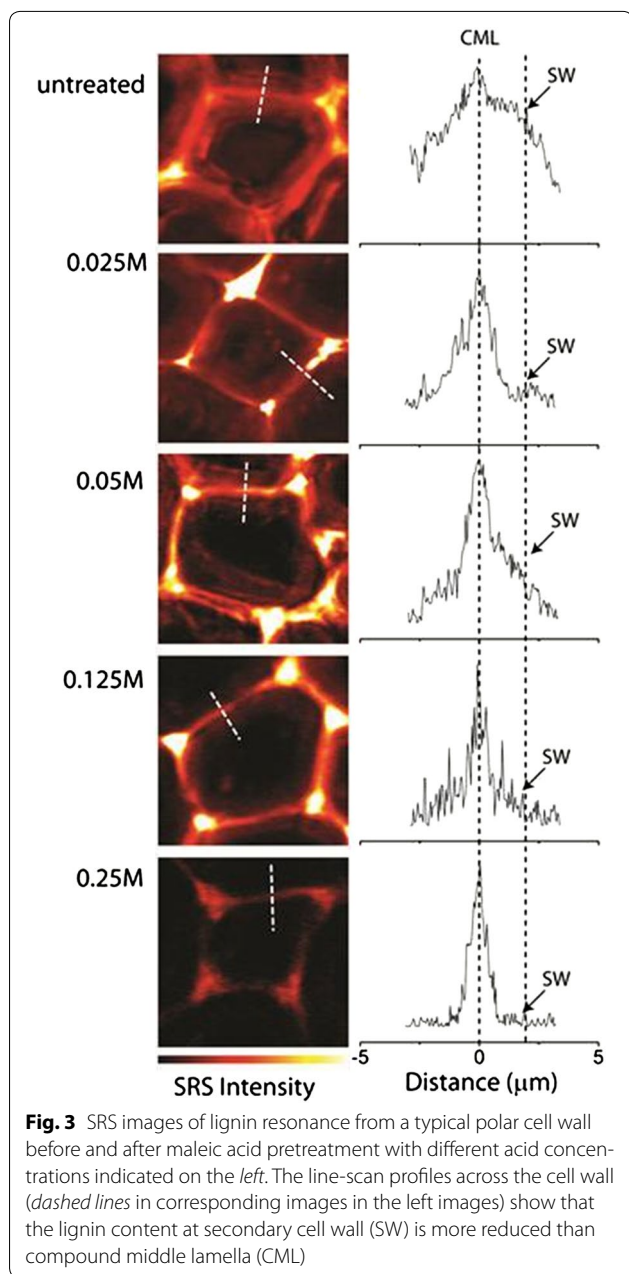 CML
untreated
SW
0.025M
SW
0.05M
SW
0.125M
SW
0.25M
SW
-5 0 5
SRS Intensity
Distance (μm)
Fig. 3 SRS images of lignin resonance from a typical polar cell wall
before and after maleic acid pretreatment with different acid concen-
trations indicated on the left. The line-scan profiles across the cell wall
(dashed lines in corresponding images in the left images) show that
the lignin content at secondary cell wall (SW) is more reduced than
compound middle lamella (CML)